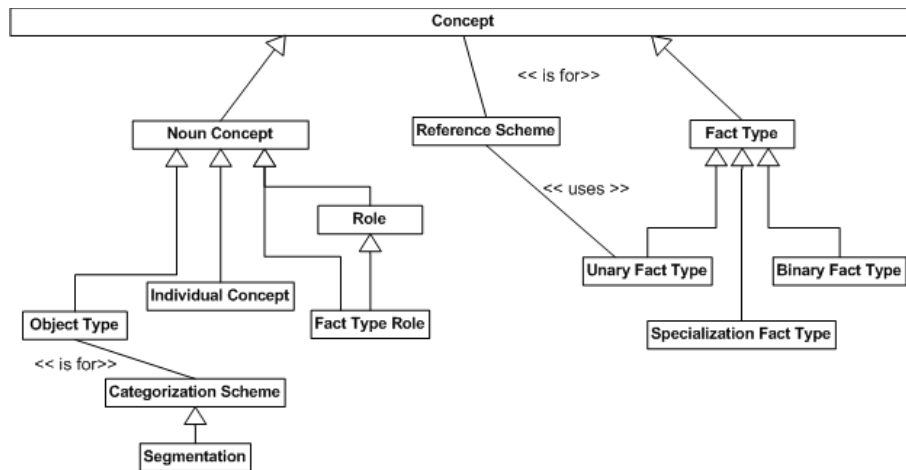 Concept
<< is for>>
Noun Concept
Reference Scheme
Fact Type
<< uses >>
Role
Unary Fact Type
Binary Fact Type
Individual Concept
Object Type
Fact Type Role
Specialization Fact Type
<< is for>>
Categorization Scheme
Segmentation